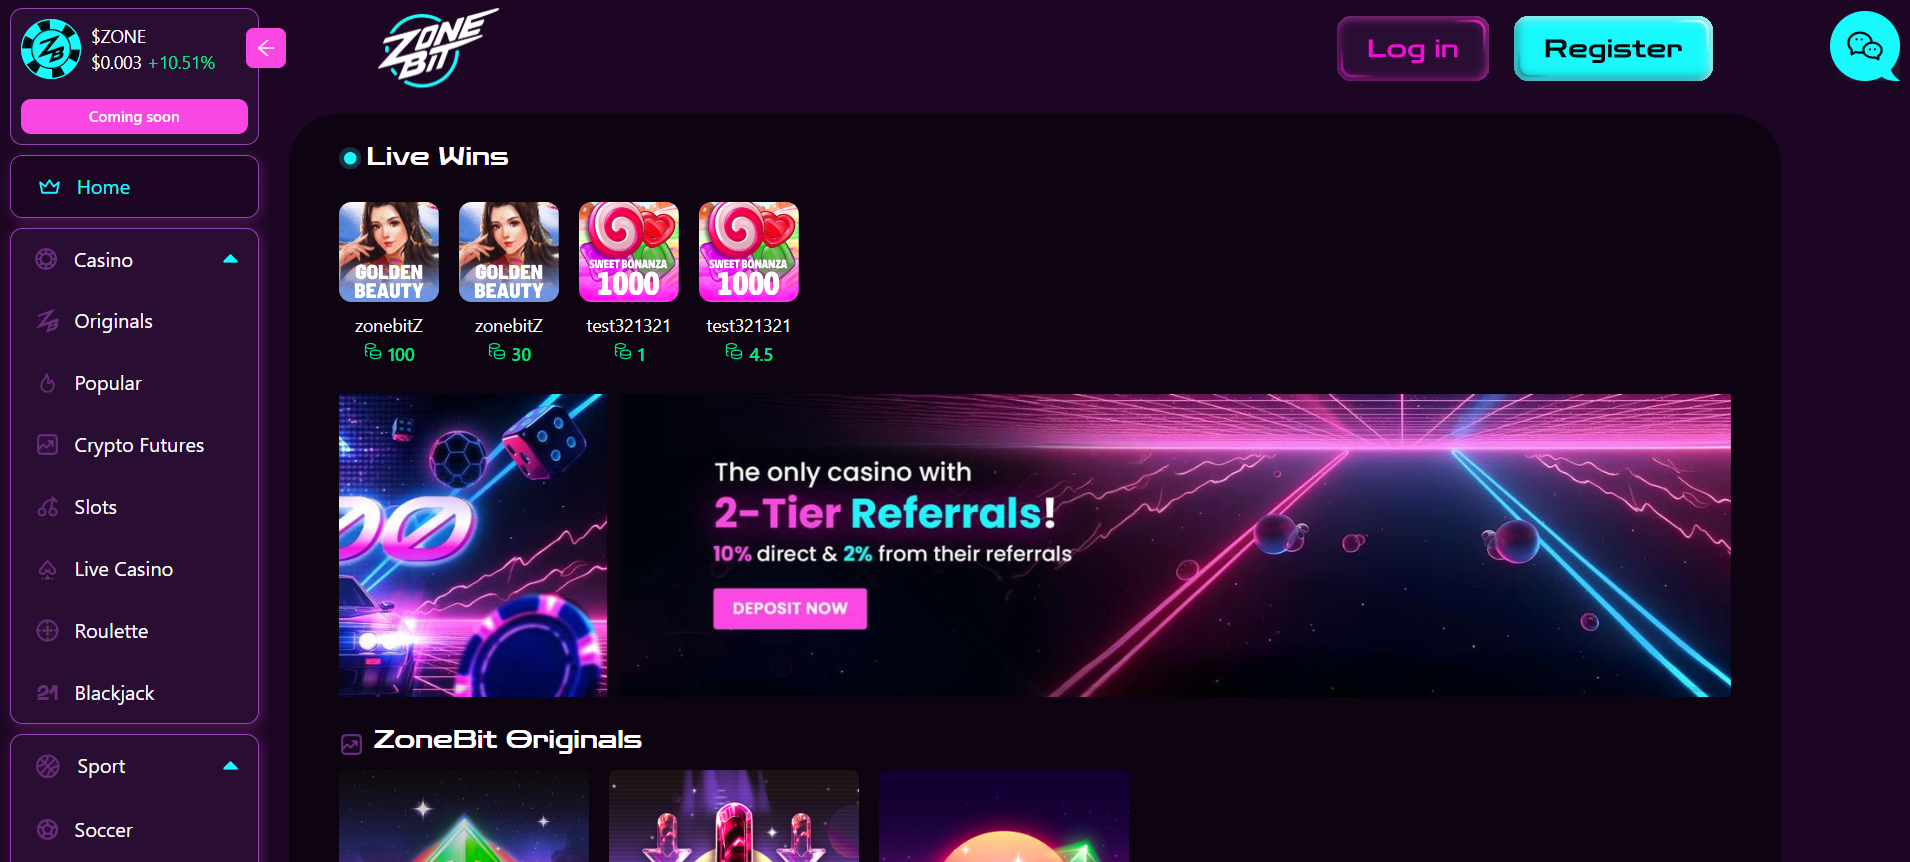 $ZONE
$0.003 +10.51%
Coming soon
Home
Casino
Originals
Popular
Crypto Futures
Slots
Live Casino
Roulette
21 Blackjack
Sport
Soccer
ZONE
BIT
Log in
Register
Live Wins
GOLDEN
BEAUTY
GOLDEN
BEAUTY
SWEET BONANZA
1000
SWEET BONANZA
1000
zonebitZ
zonebitZ
test321321
test321321
100
30
1
4.5
The only casino with
2-Tier Referrals!
10% direct & 2% from their referrals
DEPOSIT NOW
ZoneBit Originals